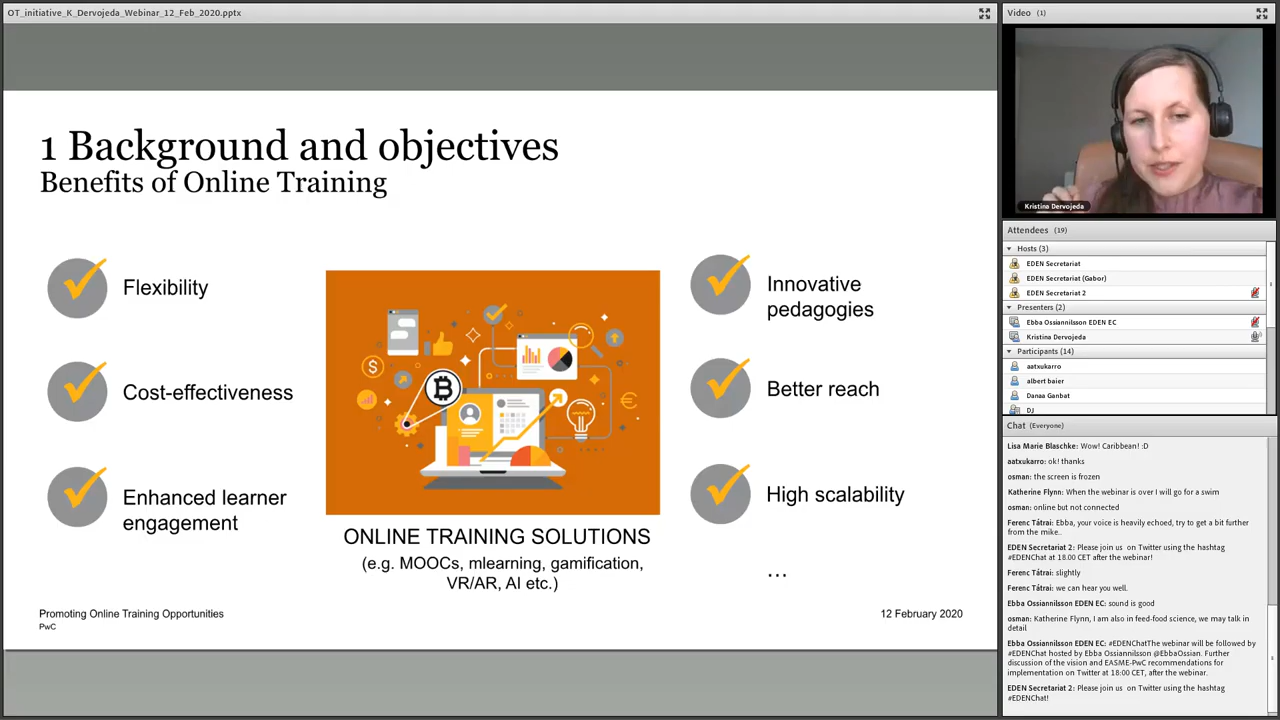 OT_initiative_K_Dervojeda_Webinar_12_Feb_2020.pptx
1 Background and objectives
Benefits of Online Training
Flexibility
Cost-effectiveness
Enhanced learner
engagement
ONLINE TRAINING SOLUTIONS
(e.g. MOOCs, mlearning, gamification,
VR/AR, AI etc.)
Innovative
pedagogies
Better reach
High scalability
...
Promoting Online Training Opportunities
PwC
12 February 2020
Video (1)
Kristina Dervojeda
Attendees (19)
Hosts (3)
EDEN Secretariat
EDEN Secretariat (Gabor)
EDEN Secretariat 2
Presenters (2)
Ebba Ossiannilsson EDEN EC
Kristina Dervojeda
Participants (14)
aatxukarro
albert baier
Danaa Ganbat
DJ
Chat (Everyone)
Lisa Marie Blaschke: Wow! Caribbean! :D
aatxukarro: ok! thanks
osman: the screen is frozen
Katherine Flynn: When the webinar is over I will go for a swim
osman: online but not connected
Ferenc Tátrai: Ebba, your voice is heavily echoed, try to get a bit further
from the mike..
EDEN Secretariat 2: Please join us on Twitter using the hashtag
#EDENChat at 18.00 CET after the webinar!
Ferenc Tátrai: slightly
Ferenc Tátrai: we can hear you well.
Ebba Ossiannilsson EDEN EC: sound is good
osman: Katherine Flynn, I am also in feed-food science, we may talk in
detail
Ebba Ossiannilsson EDEN EC: #EDENChatThe webinar will be followed by
#EDENChat hosted by Ebba Ossiannilsson @EbbaOssian. Further
discussion of the vision and EASME-PwC recommendations for
implementation on Twitter at 18:00 CET, after the webinar.
EDEN Secretariat 2: Please join us on Twitter using the hashtag
#EDENChat!